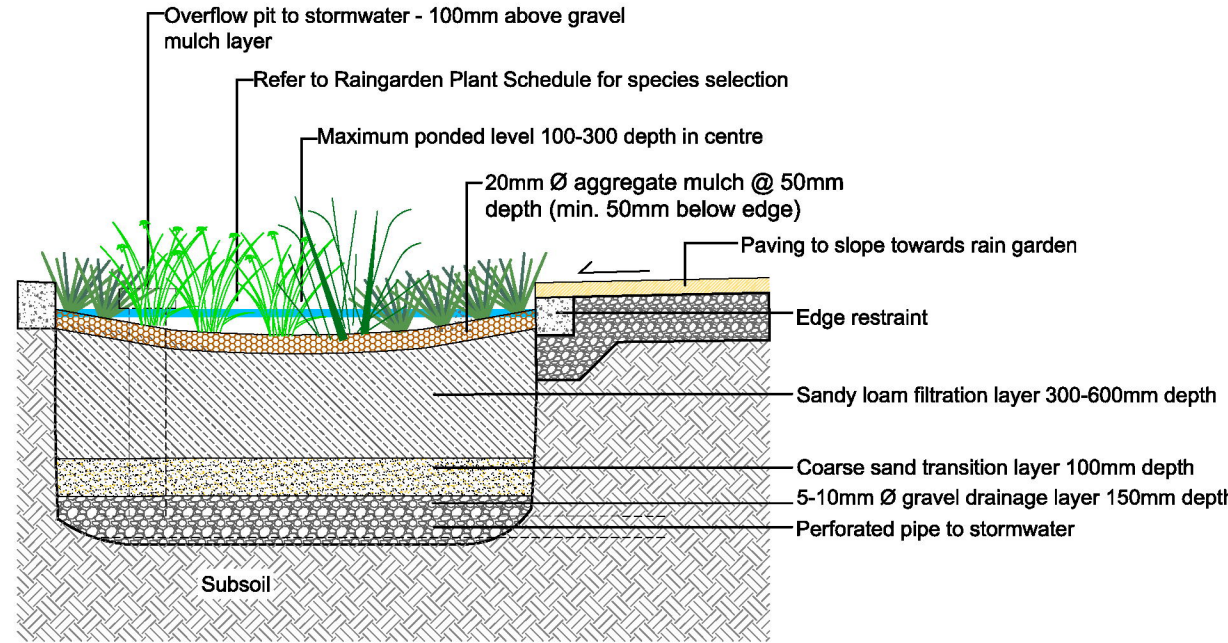 Overflow pit to stormwater - 100mm above gravel
mulch layer
Refer to Raingarden Plant Schedule for species selection
Maximum ponded level 100-300 depth in centre
20mm Ø aggregate mulch @ 50mm
depth (min. 50mm below edge)
Paving to slope towards rain garden
Edge restraint
Sandy loam filtration layer 300-600mm depth
Coarse sand transition layer 100mm depth
5-10mm Ø gravel drainage layer 150mm depth
Perforated pipe to stormwater
Subsoil